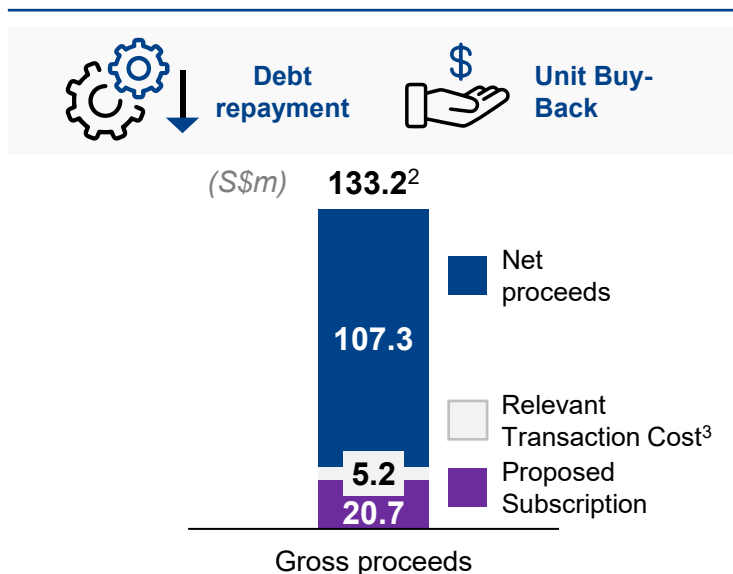 Debt
repayment
$
Unit Buy-
Back
(S$m)
133.2²
Net
proceeds
107.3
Relevant
Transaction Cost³
5.2
Proposed
Subscription
20.7
Gross proceeds